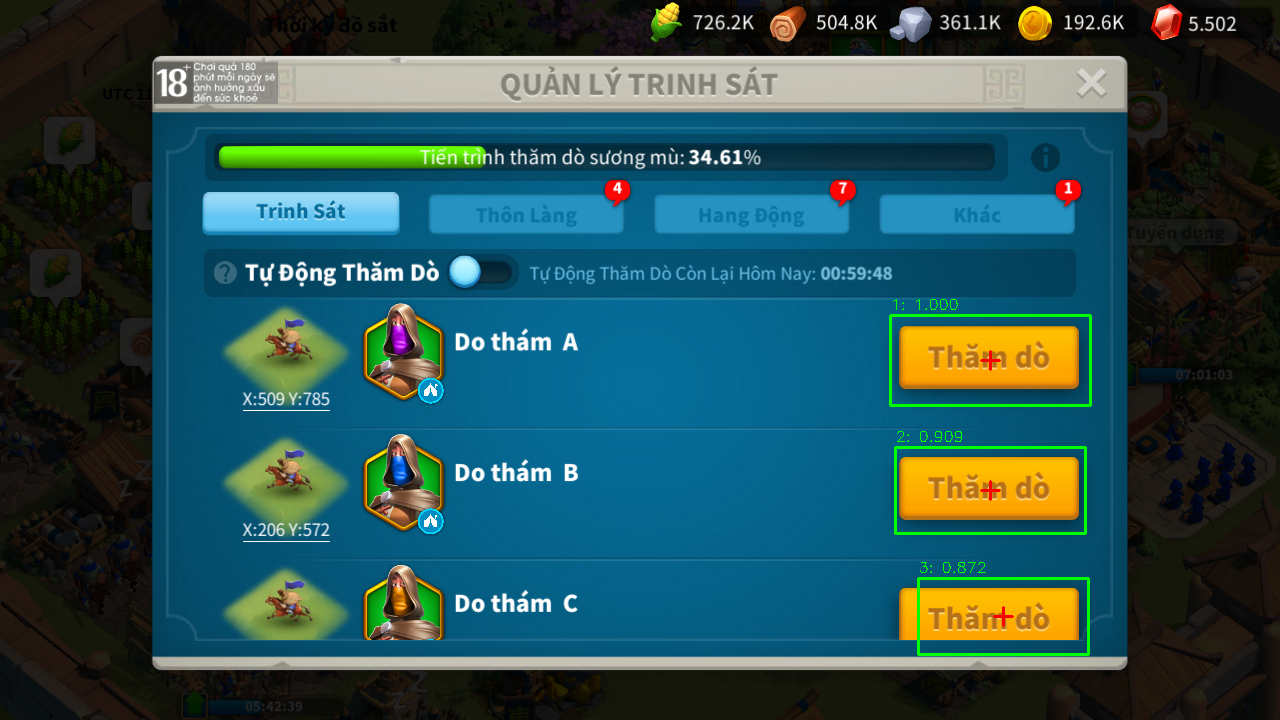 Thời kỳ đồ sắt
726.2K
504.8K
361.1K
192.6K
5.502
18+
Chơi quá 180
phút mỗi ngày sẽ
ảnh hưởng xấu
đến sức khoẻ
QUẢN LÝ TRINH SÁT
UTC
Tiến trình thăm dò sương mù: 34.61%
Trinh Sát
Thôn Làng
4
Hang Động
7
Khác
1
Tuyển dụng
Tự Động Thăm Dò
Tự Động Thăm Dò Còn Lại Hôm Nay: 00:59:48
Do thám A
X:509 Y:785
1: 1.000
Thăm dò
07:01:03
Do thám B
X:206 Y:572
2: 0.909
Thăm dò
Do thám C
3: 0.872
Thăm dò
05:42:39